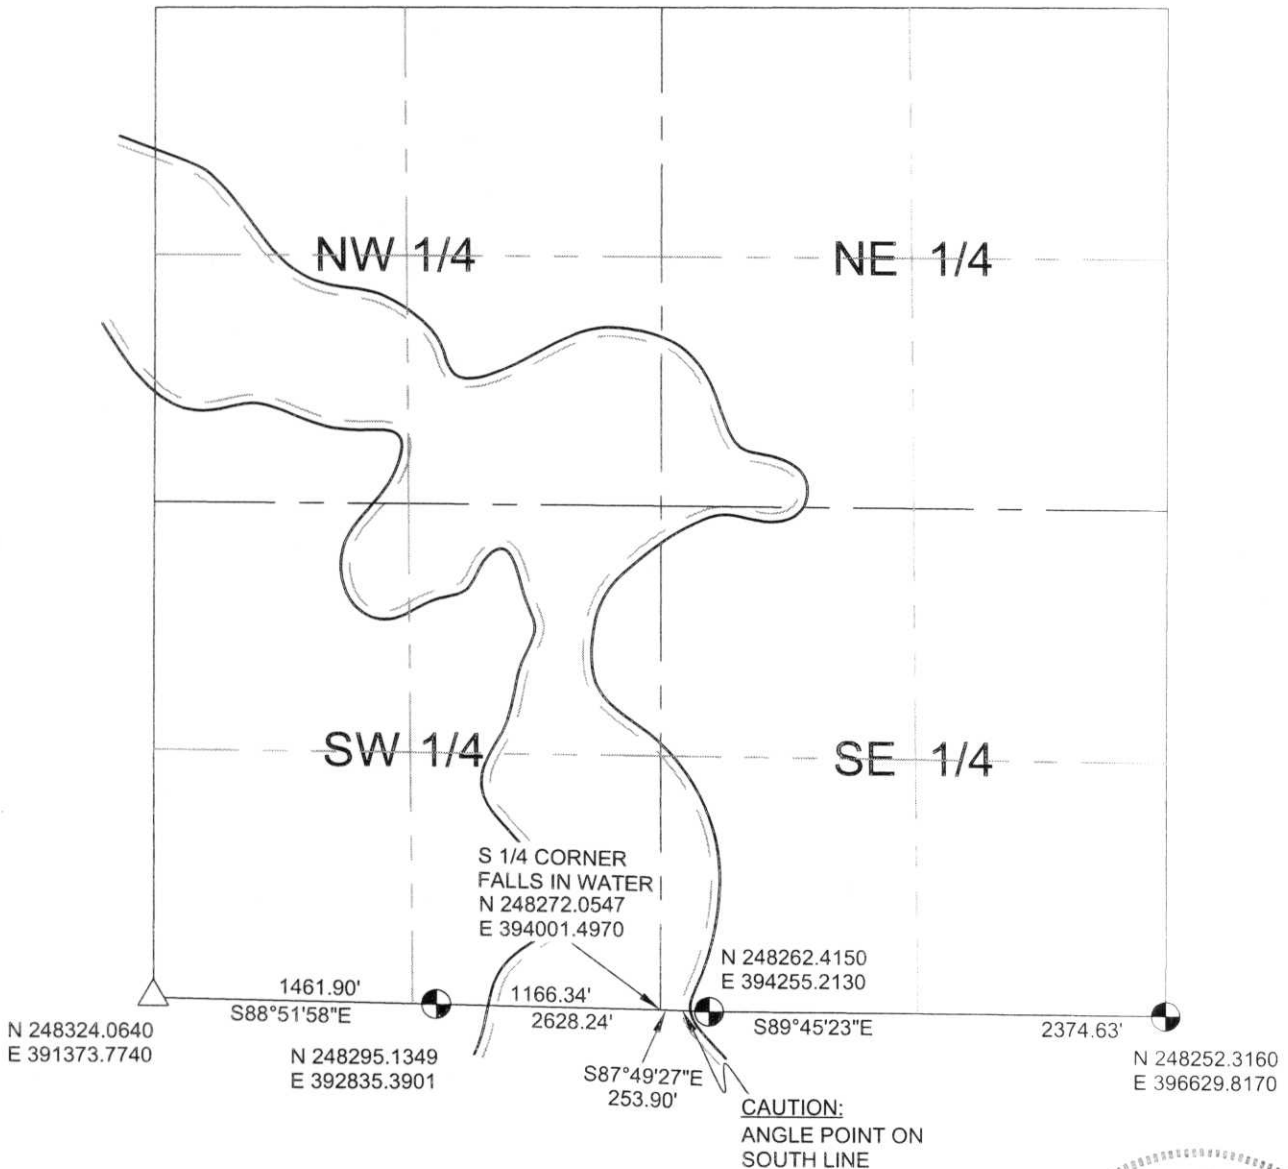 NW 1/4
NE 1/4
SW 1/4
SE 1/4
S 1/4 CORNER
FALLS IN WATER
N 248272.0547
E 394001.4970
N 248262.4150
E 394255.2130
1461.90'
S88°51'58"E
1166.34'
2628.24'
S89°45'23"E
2374.63'
N 248324.0640
E 391373.7740
N 248295.1349
E 392835.3901
S87°49'27"E
253.90'
N 248252.3160
E 396629.8170
CAUTION:
ANGLE POINT ON
SOUTH LINE